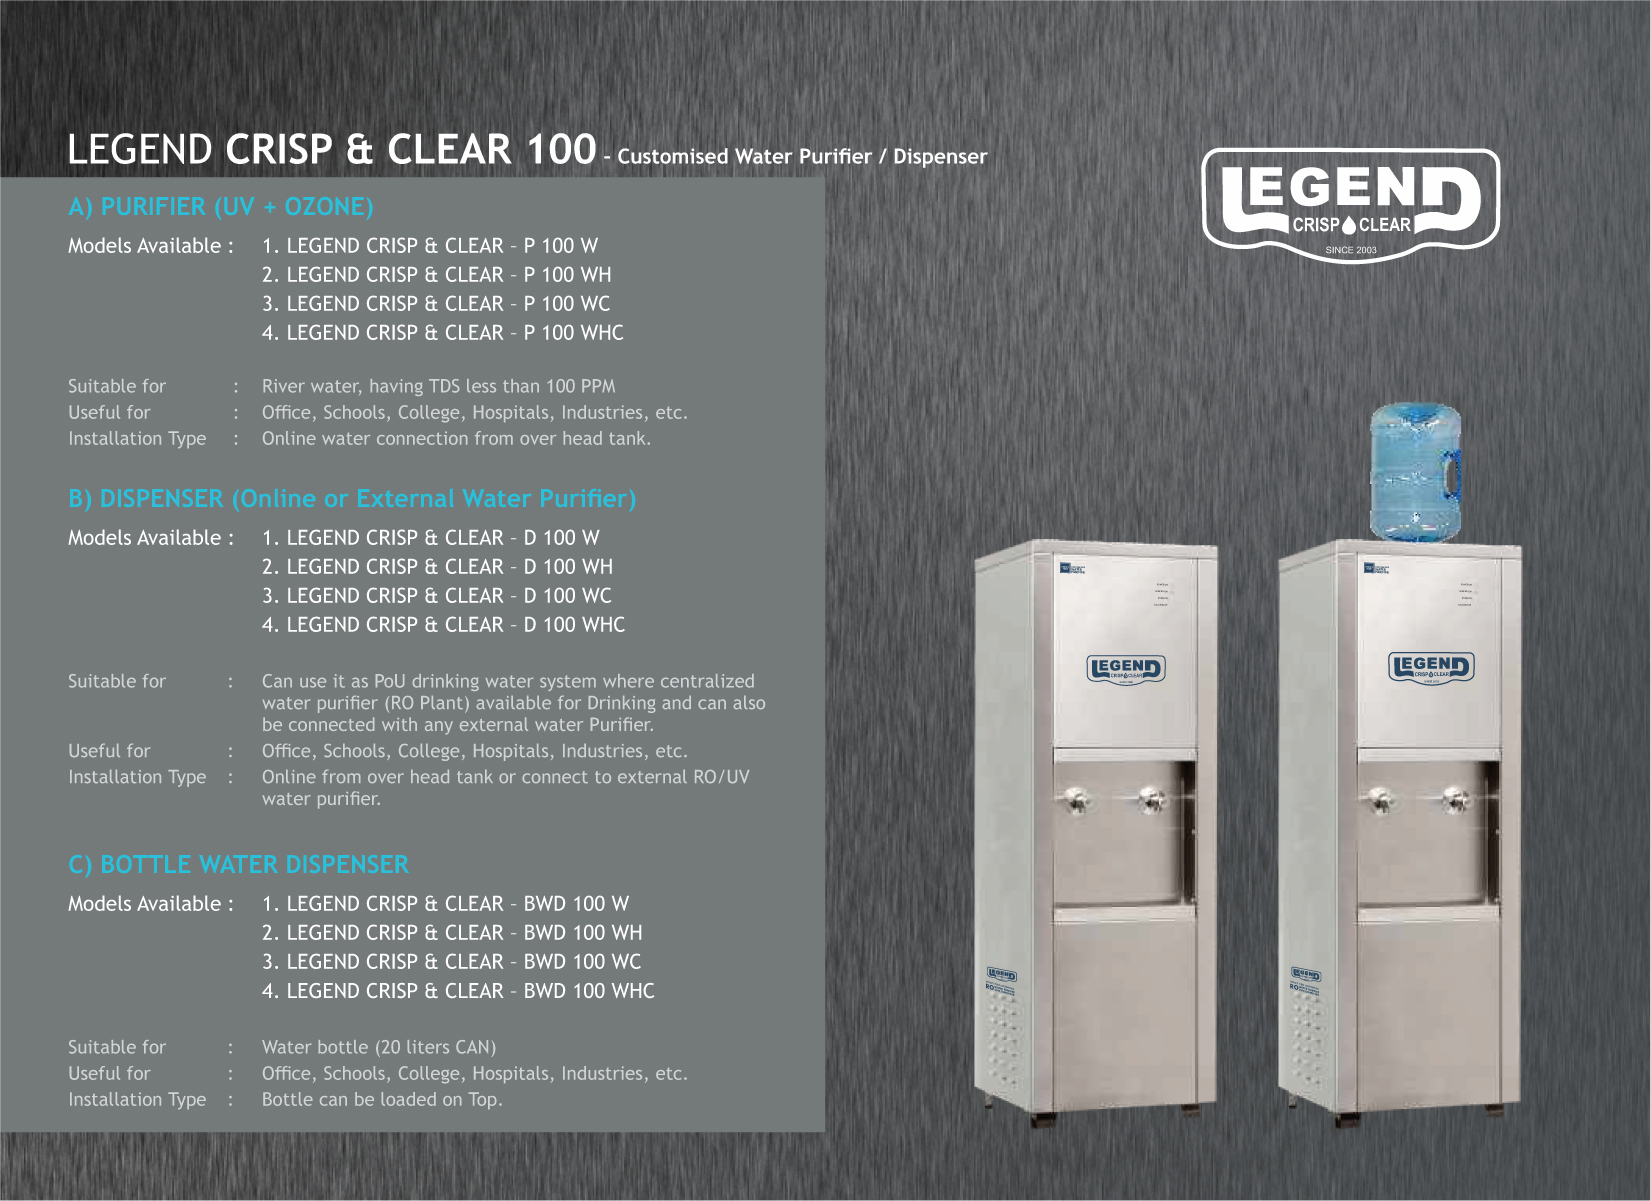 LEGEND CRISP & CLEAR 100 – Customised Water Purifier / Dispenser
LEGEND
CRISP CLEAR
SINCE 2003
A) PURIFIER (UV + OZONE)
Models Available : 1. LEGEND CRISP & CLEAR – P 100 W
2. LEGEND CRISP & CLEAR – P 100 WH
3. LEGEND CRISP & CLEAR – P 100 WC
4. LEGEND CRISP & CLEAR – P 100 WHC
Suitable for : River water, having TDS less than 100 PPM
Useful for : Office, Schools, College, Hospitals, Industries, etc.
Installation Type : Online water connection from over head tank.
B) DISPENSER (Online or External Water Purifier)
Models Available : 1. LEGEND CRISP & CLEAR – D 100 W
2. LEGEND CRISP & CLEAR – D 100 WH
3. LEGEND CRISP & CLEAR – D 100 WC
4. LEGEND CRISP & CLEAR – D 100 WHC
Suitable for : Can use it as PoU drinking water system where centralized
water purifier (RO Plant) available for Drinking and can also
be connected with any external water Purifier.
Useful for : Office, Schools, College, Hospitals, Industries, etc.
Installation Type : Online from over head tank or connect to external RO/UV
water purifier.
C) BOTTLE WATER DISPENSER
Models Available : 1. LEGEND CRISP & CLEAR – BWD 100 W
2. LEGEND CRISP & CLEAR – BWD 100 WH
3. LEGEND CRISP & CLEAR – BWD 100 WC
4. LEGEND CRISP & CLEAR – BWD 100 WHC
Suitable for : Water bottle (20 liters CAN)
Useful for : Office, Schools, College, Hospitals, Industries, etc.
Installation Type : Bottle can be loaded on Top.
LEGEND
CRISP CLEAR
LEGEND
CRISP CLEAR
LEGEND
RO
LEGEND
RO